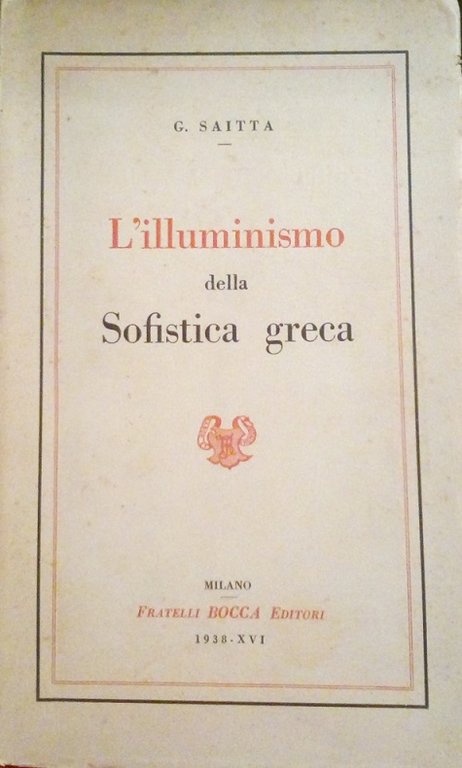 G. SAITTA
L'illuminismo
della
Sofistica greca
MILANO
FRATELLI BOCCA EDITORI
1938-XVI